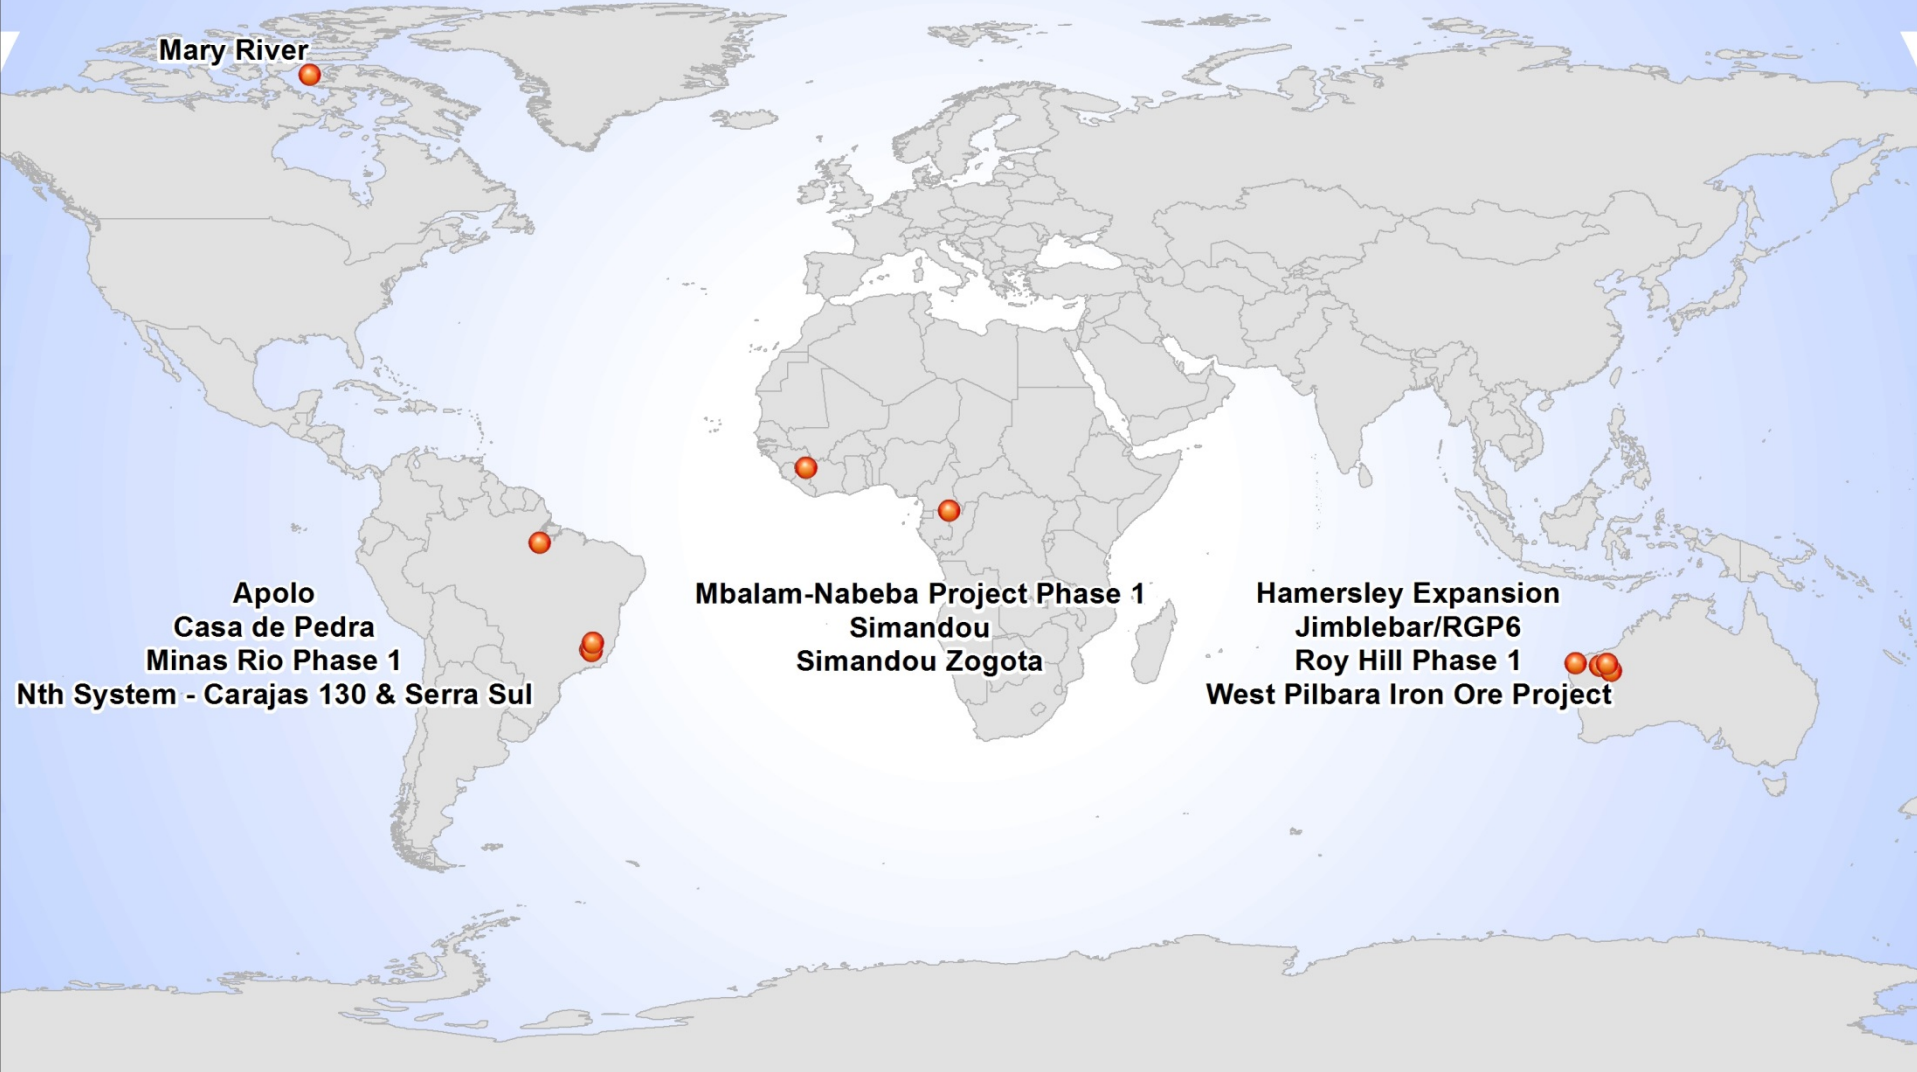 Mary River
Apolo
Casa de Pedra
Minas Rio Phase 1
Nth System - Carajas 130 & Serra Sul
Mbalam-Nabeba Project Phase 1
Simandou
Simandou Zogota
Hamersley Expansion
Jimblebar/RGP6
Roy Hill Phase 1
West Pilbara Iron Ore Project